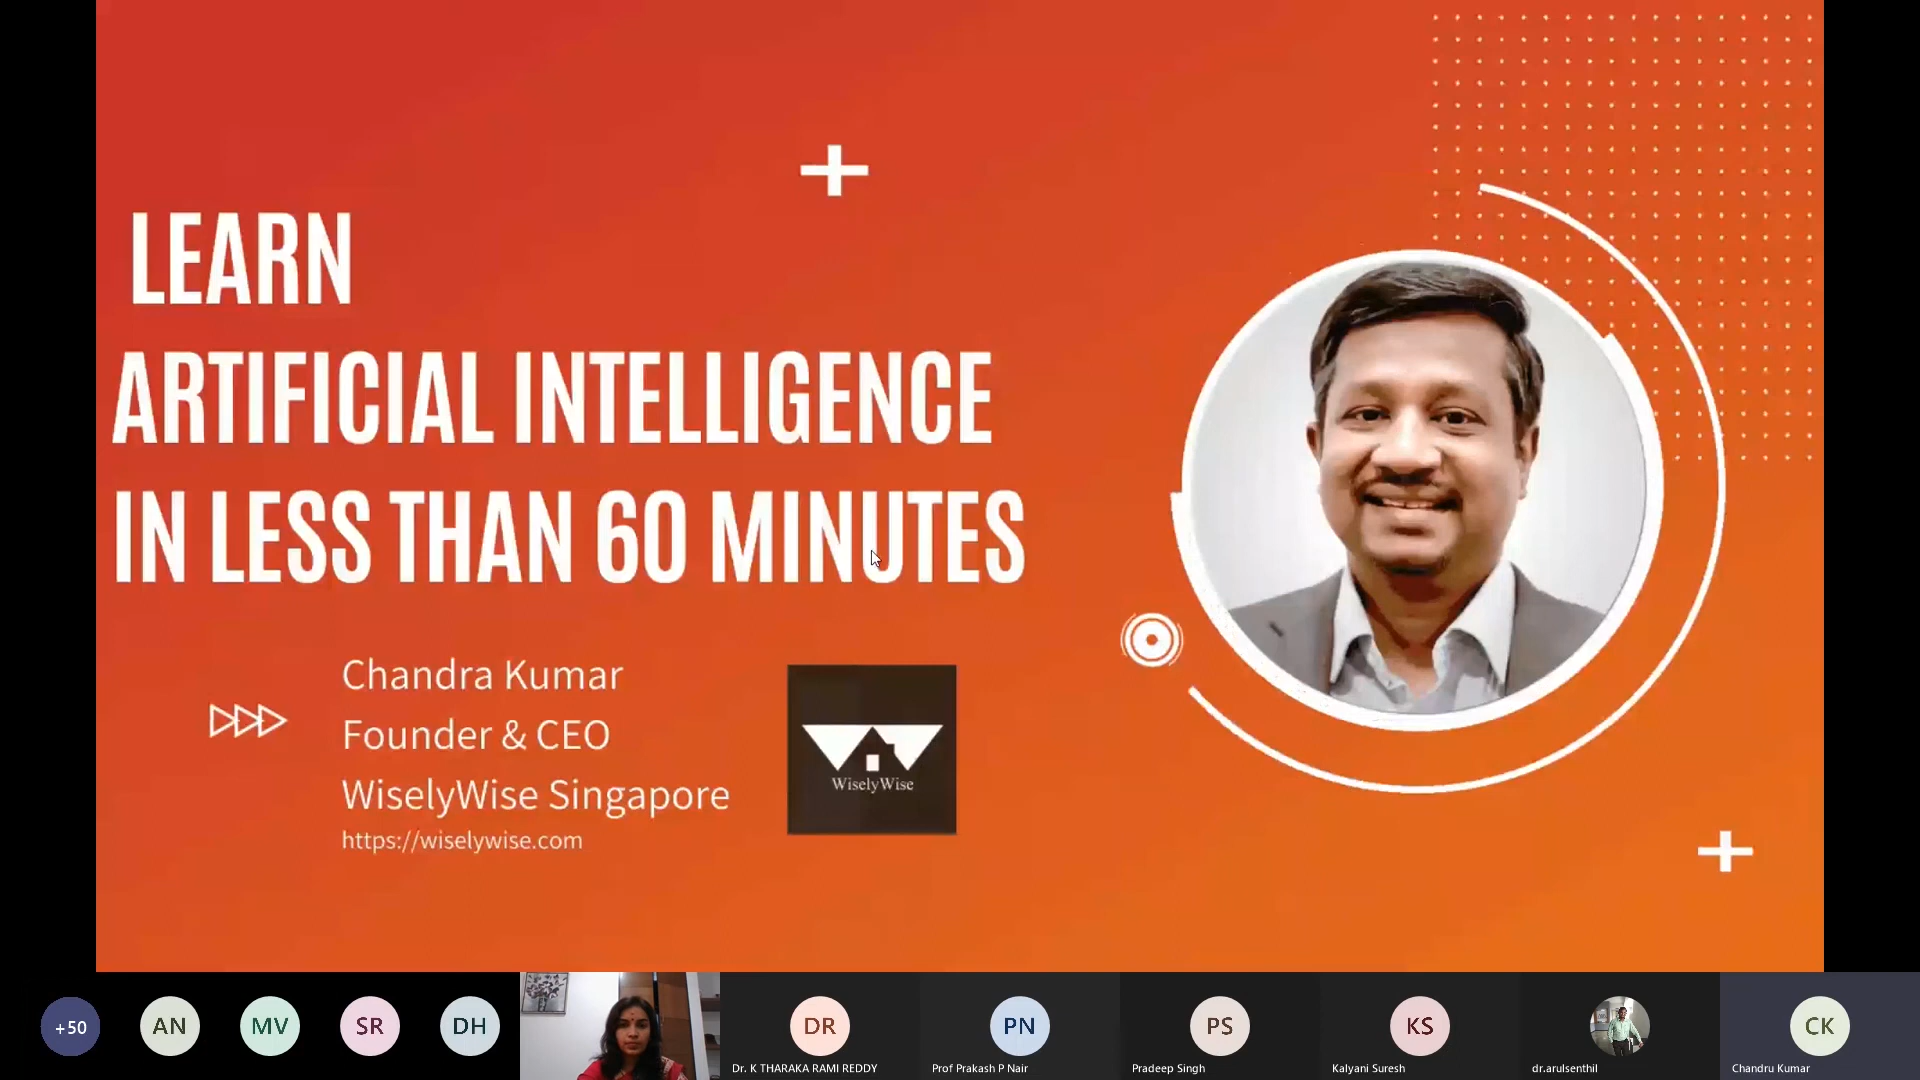 LEARN
ARTIFICIAL INTELLIGENCE
IN LESS THAN 60 MINUTES
Chandra Kumar
Founder & CEO
WiselyWise Singapore
https://wiselywise.com
WiselyWise
+50
AN
MV
SR
DH
DR
Dr. K THARAKA RAMI REDDY
PN
Prof Prakash P Nair
PS
Pradeep Singh
KS
Kalyani Suresh
dr.arulsenthil
CK
Chandru Kumar